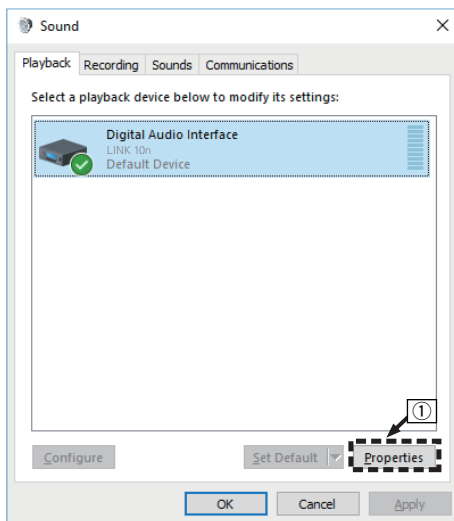 Sound
Playback Recording Sounds Communications
Select a playback device below to modify its settings:
Digital Audio Interface
LINK 10n
Default Device
①
Configure Set Default Properties
OK Cancel Apply